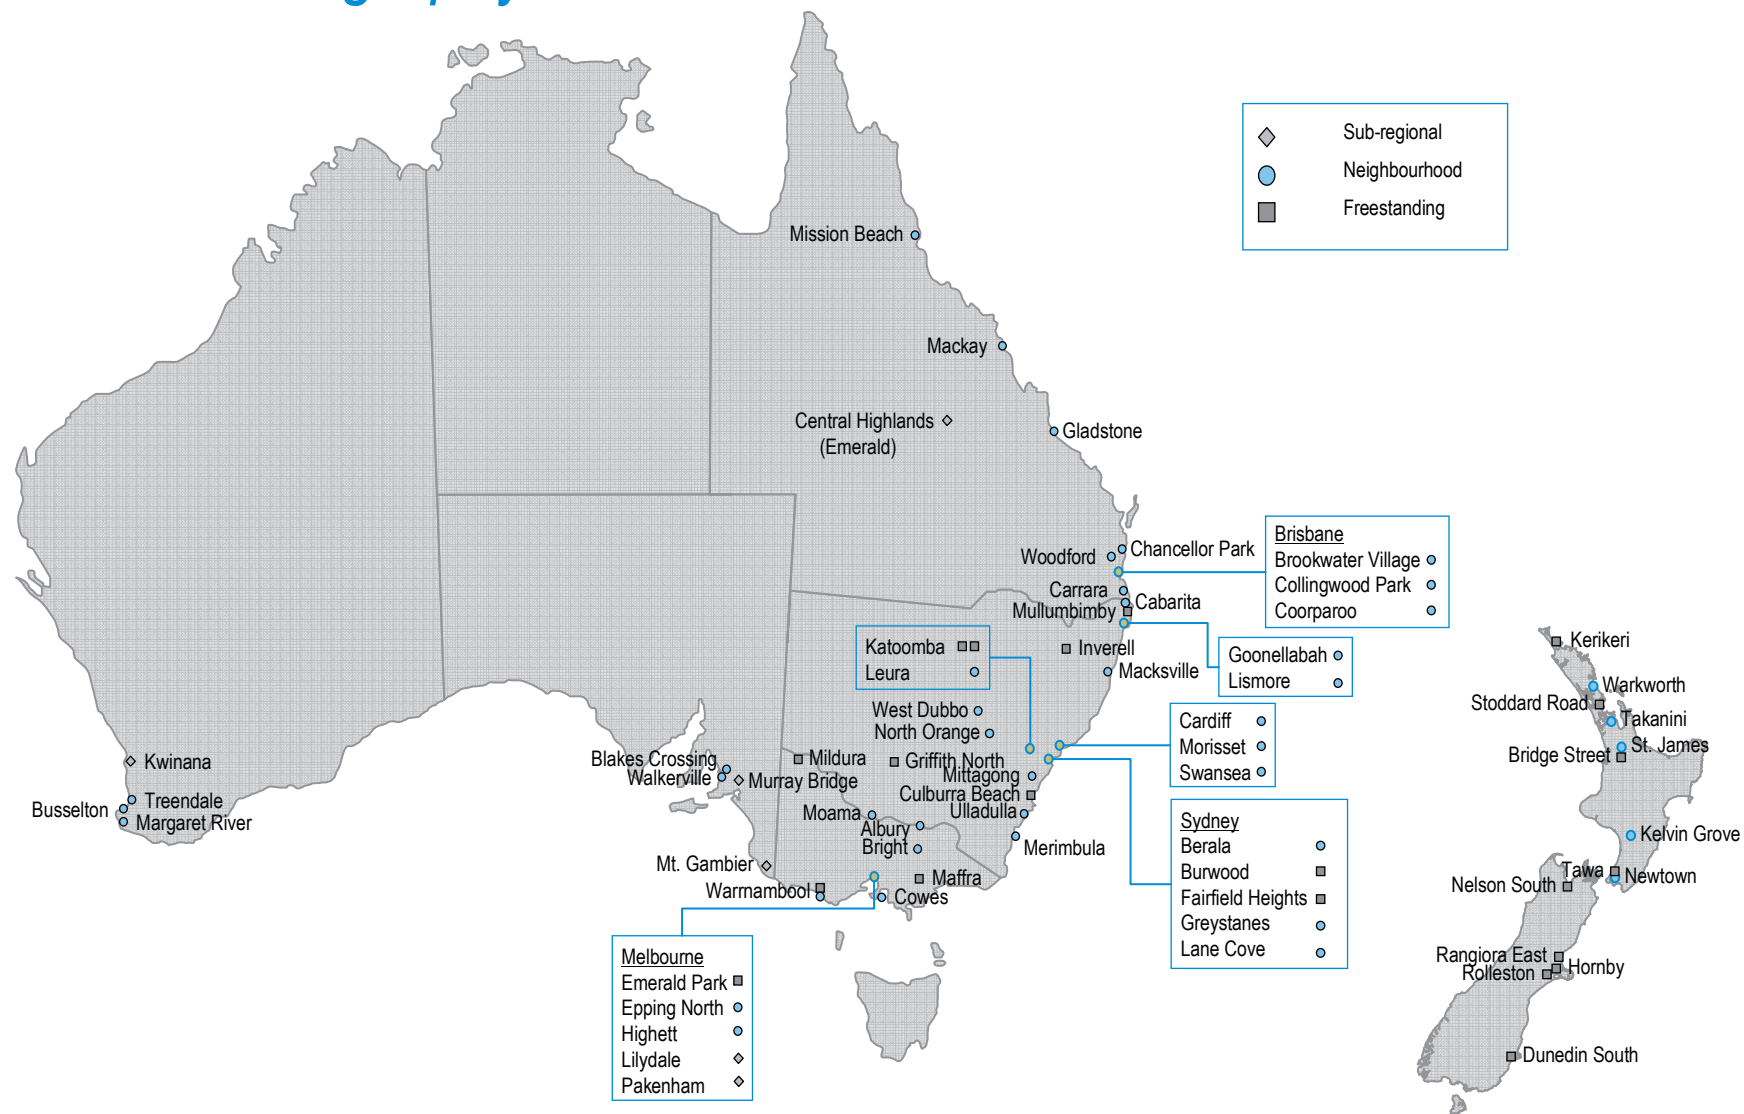 Sub-regional
Neighbourhood
Freestanding
Mission Beach
Mackay
Central Highlands
(Emerald)
Gladstone
Woodford
Chancellor Park
Carrara
Cabarita
Mullumbimby
Brisbane
Brookwater Village
Collingwood Park
Coorparoo
Katoomba
Leura
Inverell
Macksville
Goonellabah
Lismore
West Dubbo
North Orange
Cardiff
Morisset
Swansea
Kwinana
Treendale
Busselton
Margaret River
Blakes Crossing
Walkerville
Murray Bridge
Mildura
Griffith North
Mittagong
Culburra Beach
Ulladulla
Moama
Albury
Bright
Merimbula
Mt. Gambier
Warrnambool
Maffra
Cowes
Sydney
Berala
Burwood
Fairfield Heights
Greystanes
Lane Cove
Melbourne
Emerald Park
Epping North
Highett
Lilydale
Pakenham
Kerikeri
Warkworth
Stoddard Road
Takanini
St. James
Bridge Street
Kelvin Grove
Tawa
Newtown
Nelson South
Rangiora East
Rolleston
Hornby
Dunedin South